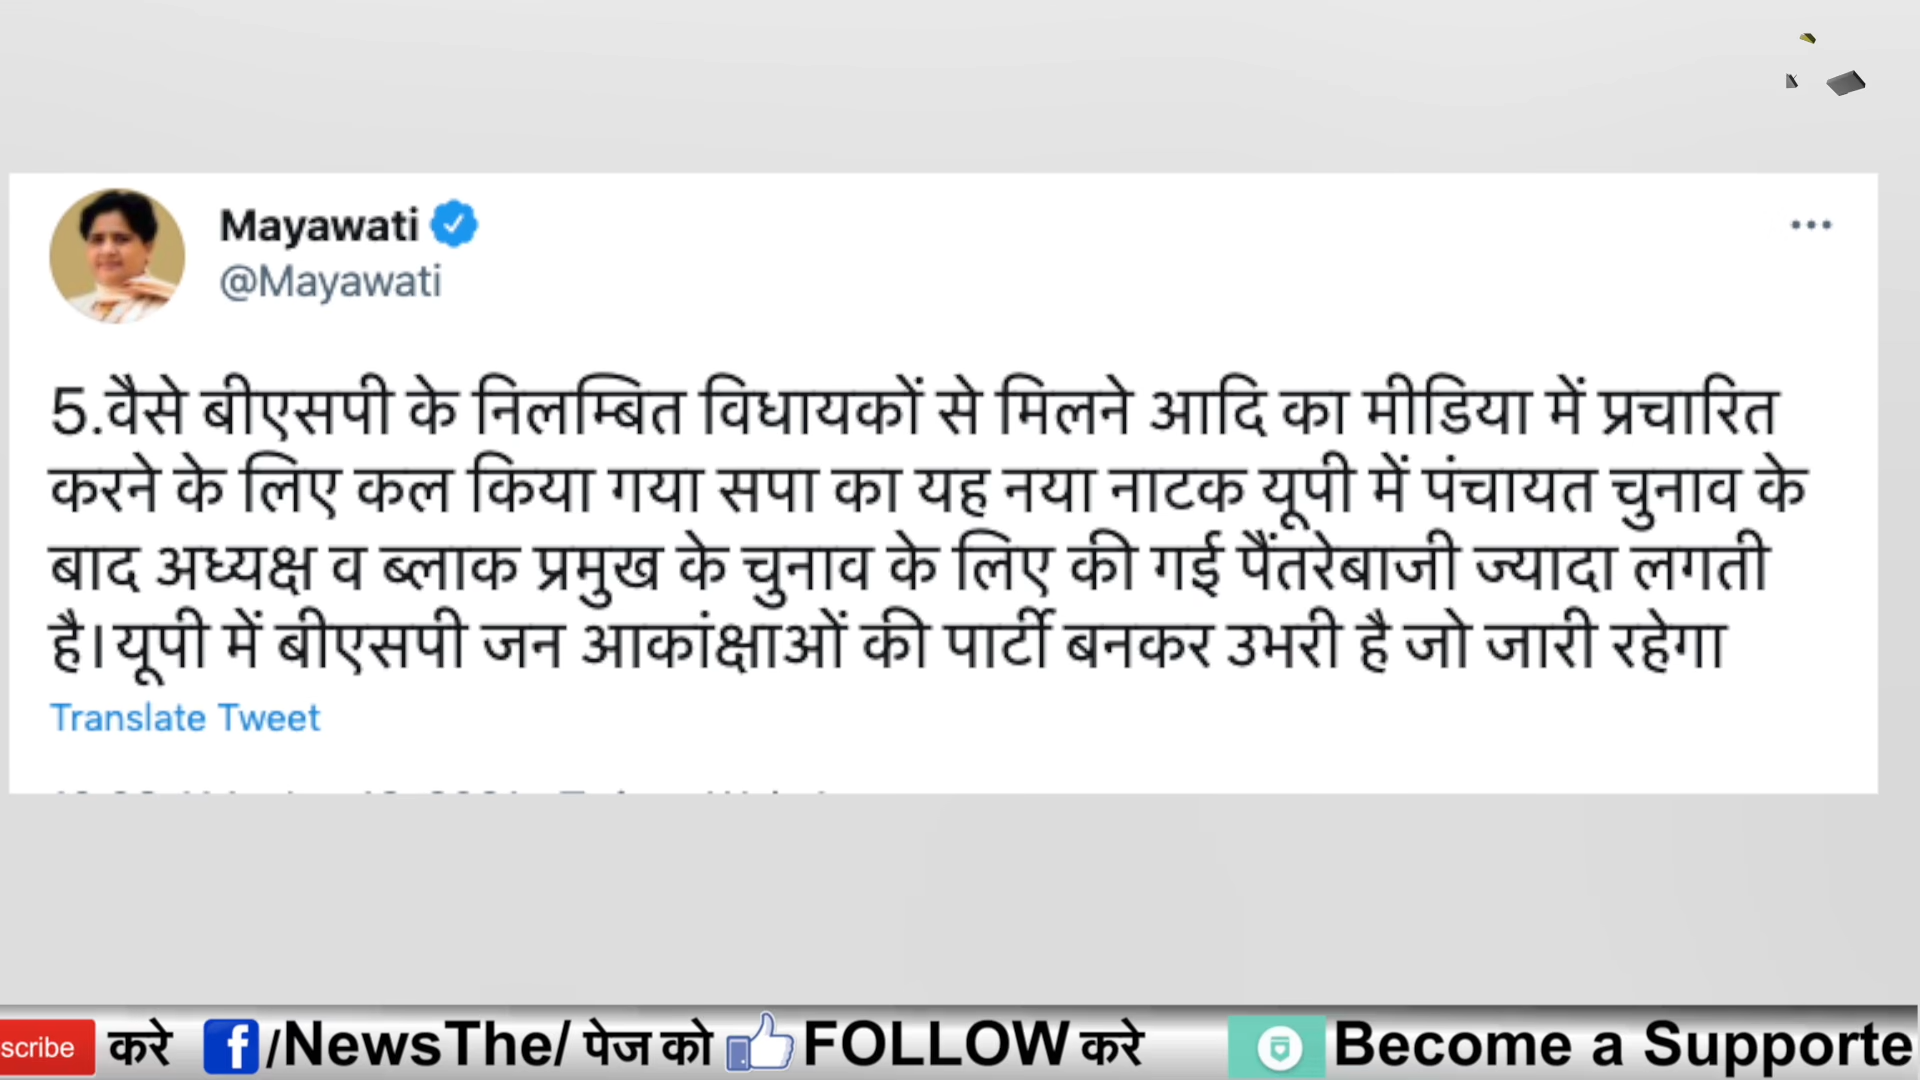 Mayawati
@Mayawati
5.वैसे बीएसपी के निलम्बित विधायकों से मिलने आदि का मीडिया में प्रचारित
करने के लिए कल किया गया सपा का यह नया नाटक यूपी में पंचायत चुनाव के
बाद अध्यक्ष व ब्लाक प्रमुख के चुनाव के लिए की गई पैंतरेबाजी ज्यादा लगती
है।यूपी में बीएसपी जन आकांक्षाओं की पार्टी बनकर उभरी है जो जारी रहेगा
Translate Tweet
scribe करे f/NewsThe/ पेज को FOLLOW करे Become a Supporte